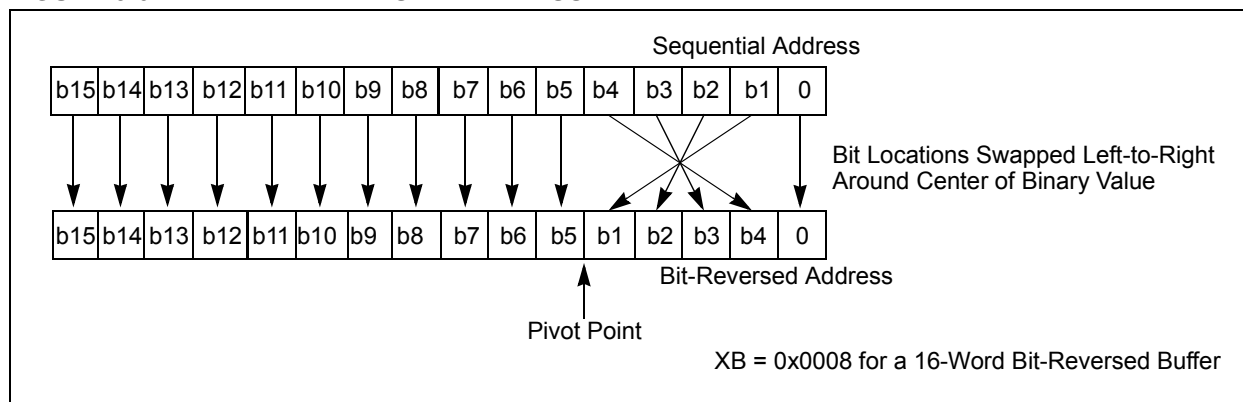 Sequential Address
b15 b14 b13 b12 b11 b10 b9 b8 b7 b6 b5 b4 b3 b2 b1 0
Bit Locations Swapped Left-to-Right
Around Center of Binary Value
b15 b14 b13 b12 b11 b10 b9 b8 b7 b6 b5 b1 b2 b3 b4 0
Bit-Reversed Address
Pivot Point
XB = 0x0008 for a 16-Word Bit-Reversed Buffer